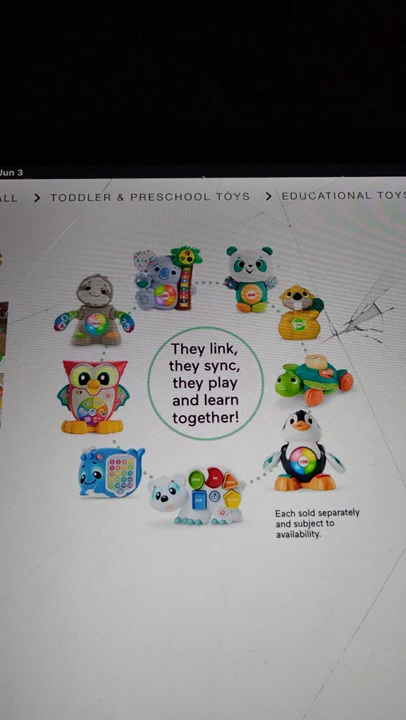 Jun 3
ALL > TODDLER & PRESCHOOL TOYS > EDUCATIONAL TOYS
They link,
they sync,
they play
and learn
together!
Each sold separately
and subject to
availability.